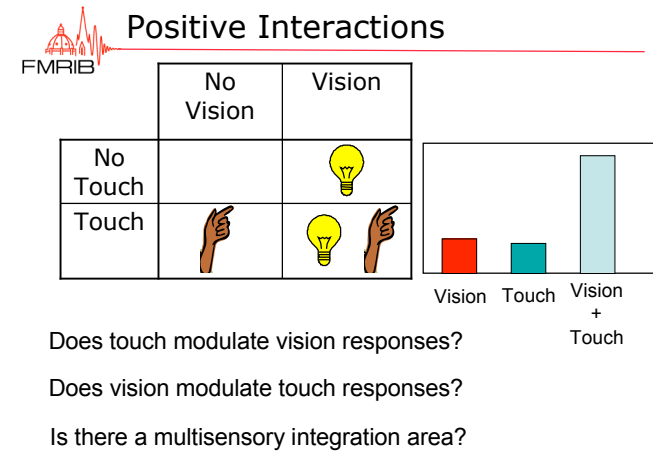 Positive Interactions
FMRIB
No
Vision
Vision
No
Touch
Touch
Vision
Touch
Vision
+
Touch
Does touch modulate vision responses?
Does vision modulate touch responses?
Is there a multisensory integration area?